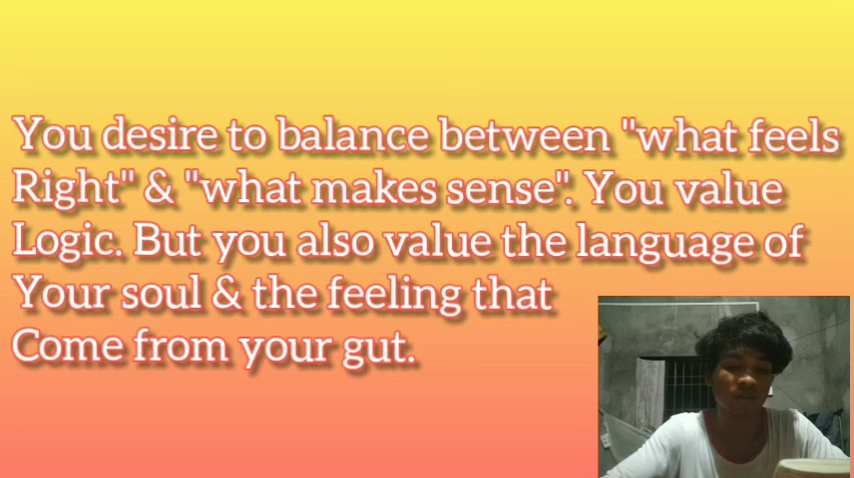 You desire to balance between "what feels
Right" & "what makes sense". You value
Logic. But you also value the language of
Your soul & the feeling that
Come from your gut.